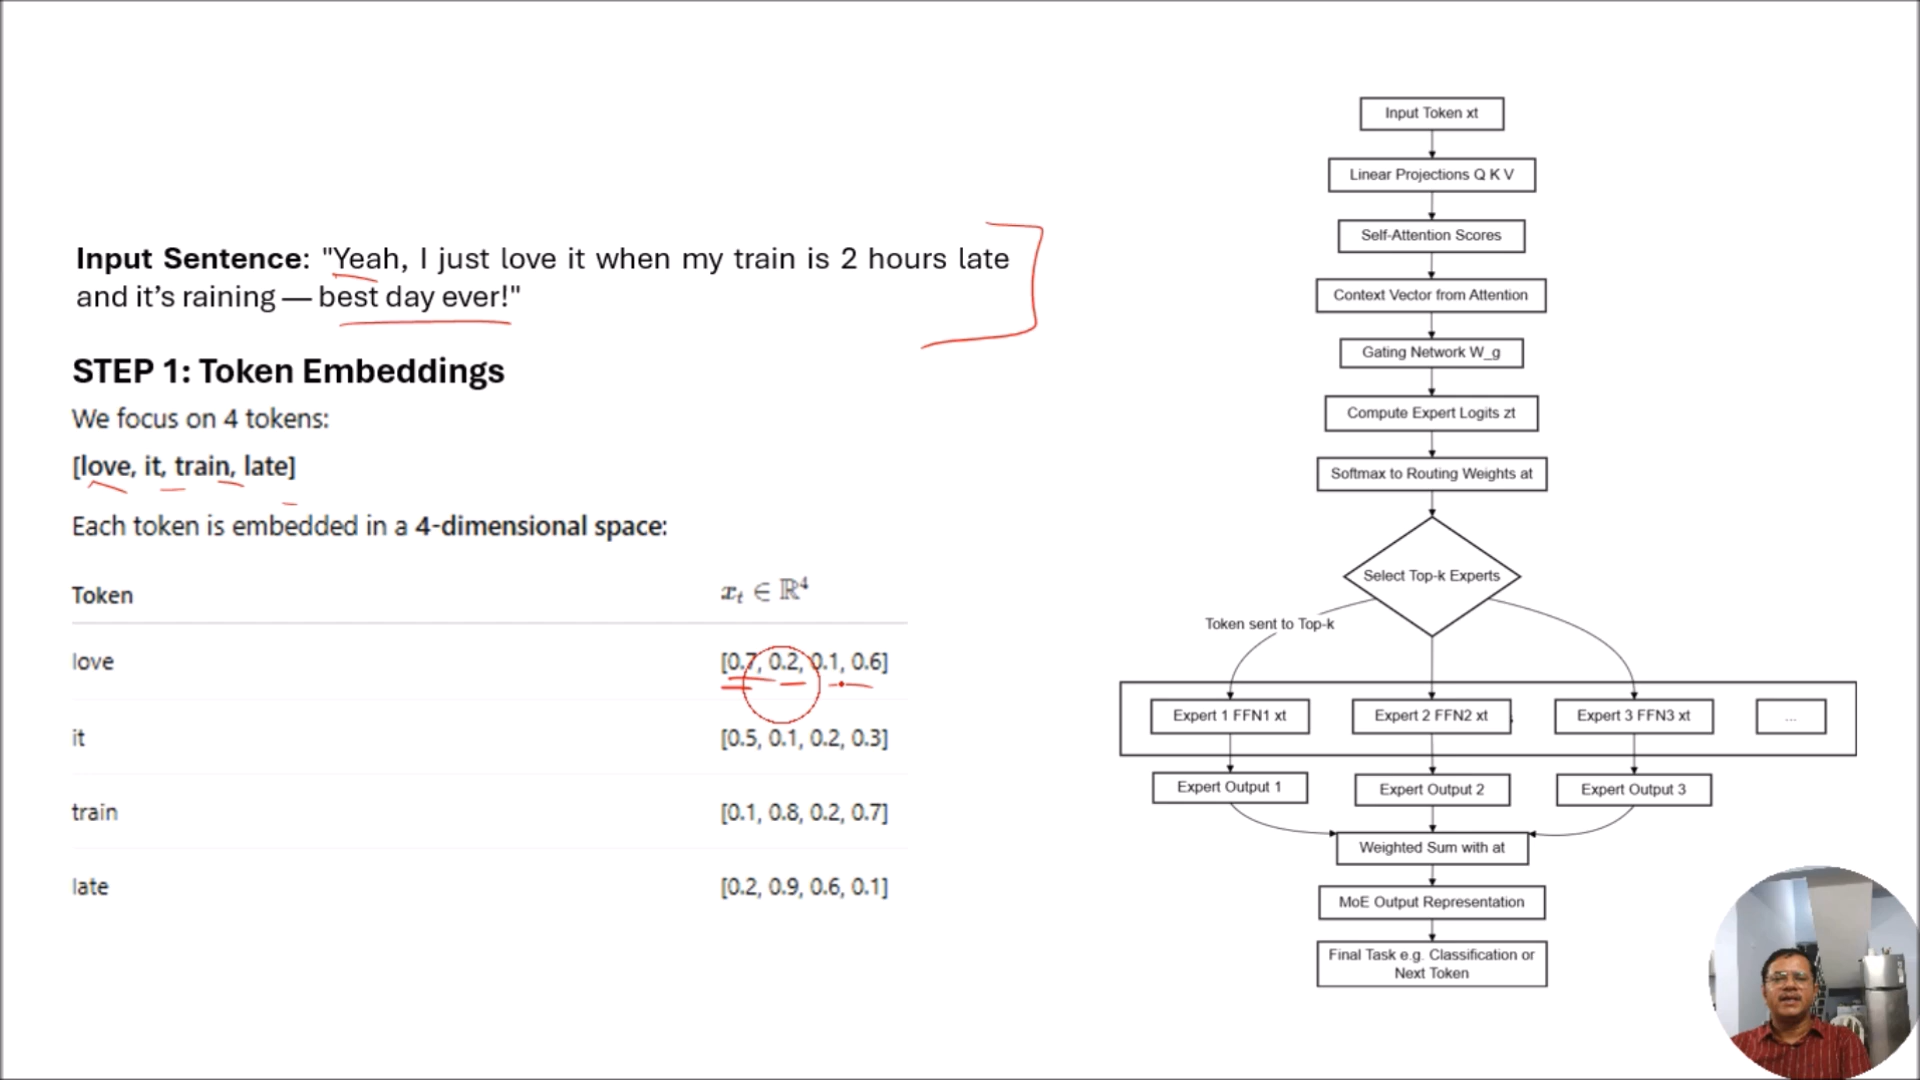 Input Sentence: "Yeah, I just love it when my train is 2 hours late
and it's raining — best day ever!"
STEP 1: Token Embeddings
We focus on 4 tokens:
[love, it, train, late]
Each token is embedded in a 4-dimensional space:
Token xₜ ∈ ℝ⁴
love [0.7, 0.2, 0.1, 0.6]
it [0.5, 0.1, 0.2, 0.3]
train [0.1, 0.8, 0.2, 0.7]
late [0.2, 0.9, 0.6, 0.1]
Input Token xt
Linear Projections Q K V
Self-Attention Scores
Context Vector from Attention
Gating Network W_g
Compute Expert Logits zt
Softmax to Routing Weights at
Select Top-k Experts
Token sent to Top-k
Expert 1 FFN1 xt
Expert 2 FFN2 xt
Expert 3 FFN3 xt
...
Expert Output 1
Expert Output 2
Expert Output 3
Weighted Sum with at
MoE Output Representation
Final Task e.g. Classification or
Next Token